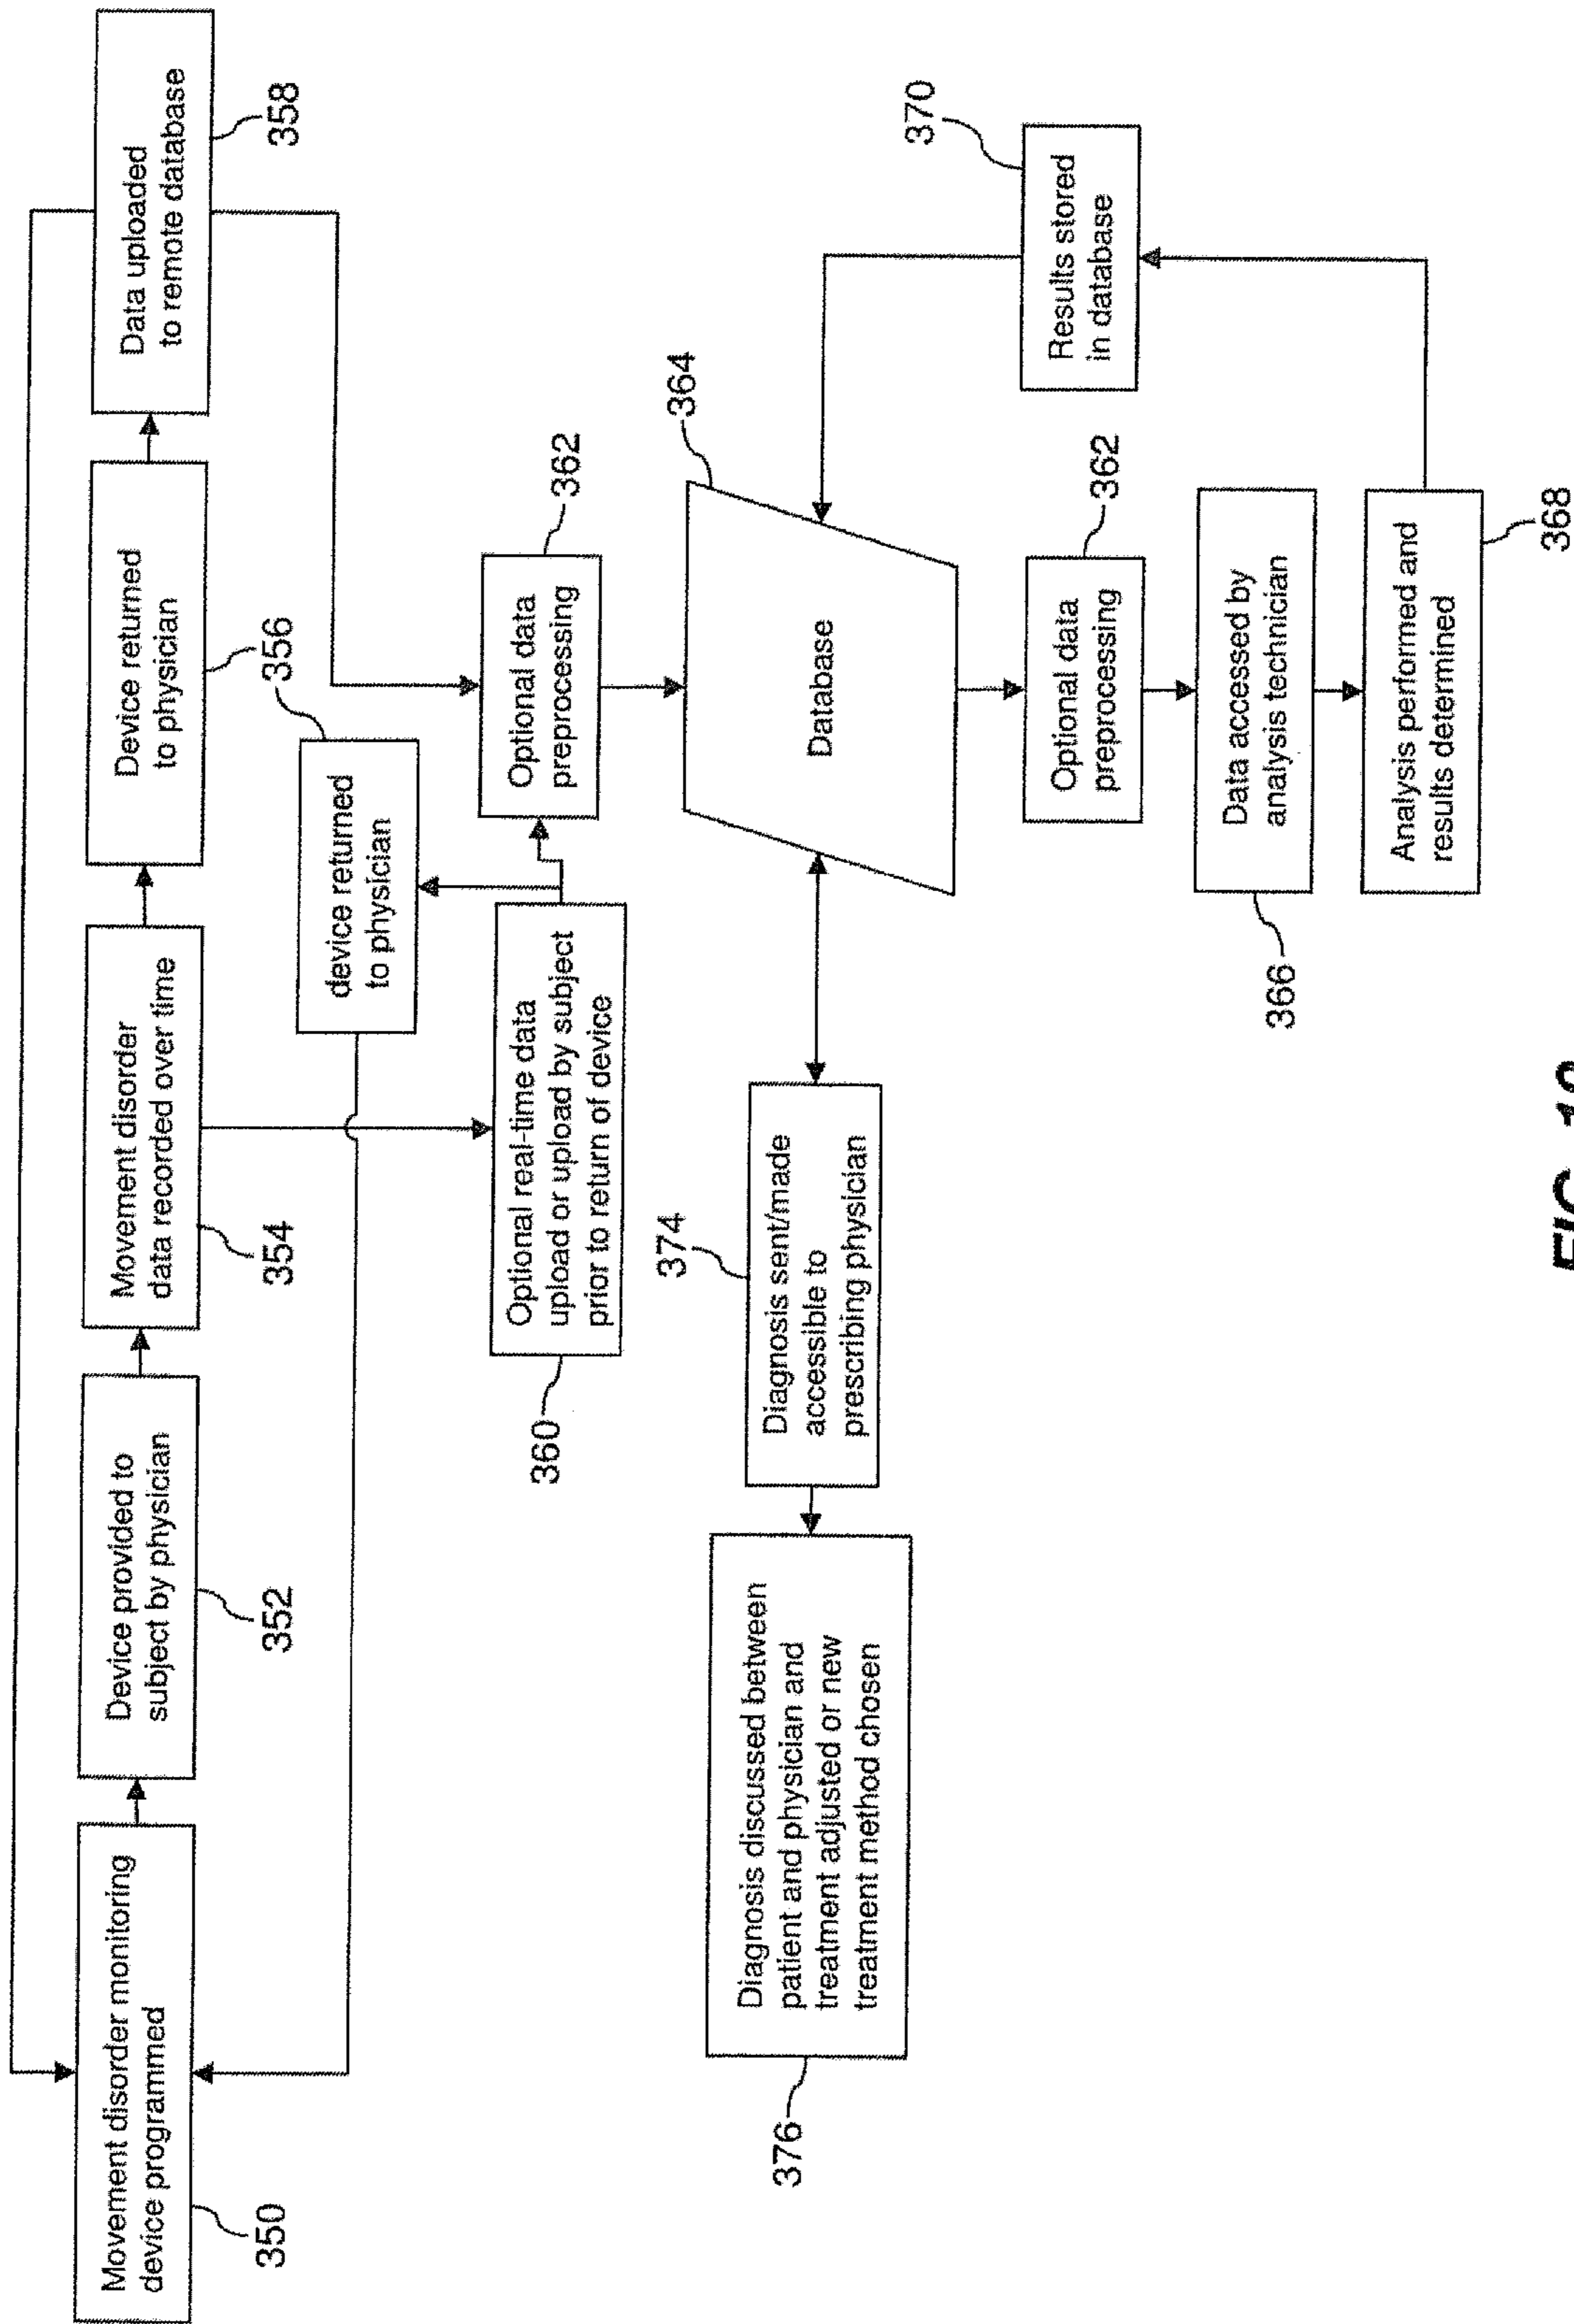 Movement disorder monitoring
device programmed
350
Device provided to
subject by physician
352
Movement disorder
data recorded over time
354
Device returned
to physician
356
Data uploaded
to remote database
358
device returned
to physician
Optional real-time data
upload or upload by subject
prior to return of device
360
Optional data
preprocessing
362
Diagnosis discussed between
patient and physician and
treatment adjusted or new
treatment method chosen
376
Diagnosis sent/made
accessible to
prescribing physician
374
Database
364
Results stored
in database
370
Optional data
preprocessing
362
Data accessed by
analysis technician
366
Analysis performed and
results determined
368
FIG.